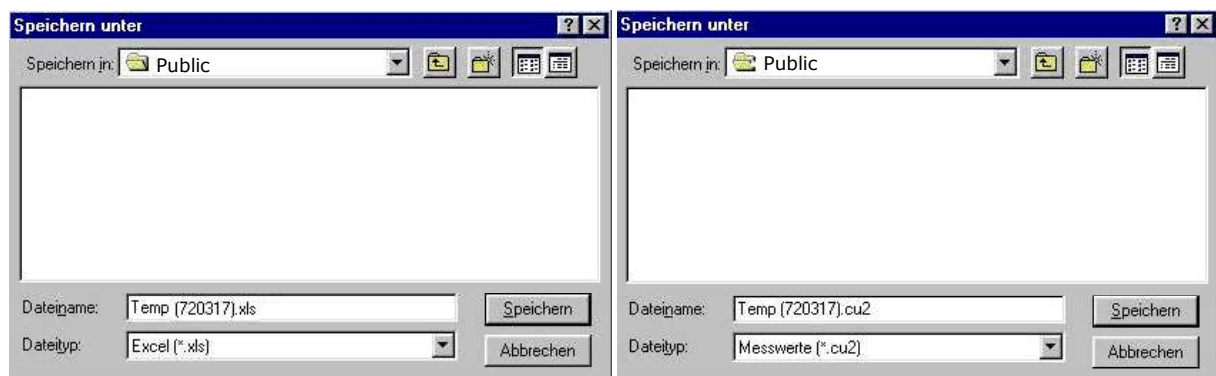 Speichern unter
Speichern in: Public
Dateiname: Temp (720317).xls Speichern
Dateityp: Excel (*.xls) Abbrechen
Speichern unter
Speichern in: Public
Dateiname: Temp (720317).cu2 Speichern
Dateityp: Messwerte (*.cu2) Abbrechen